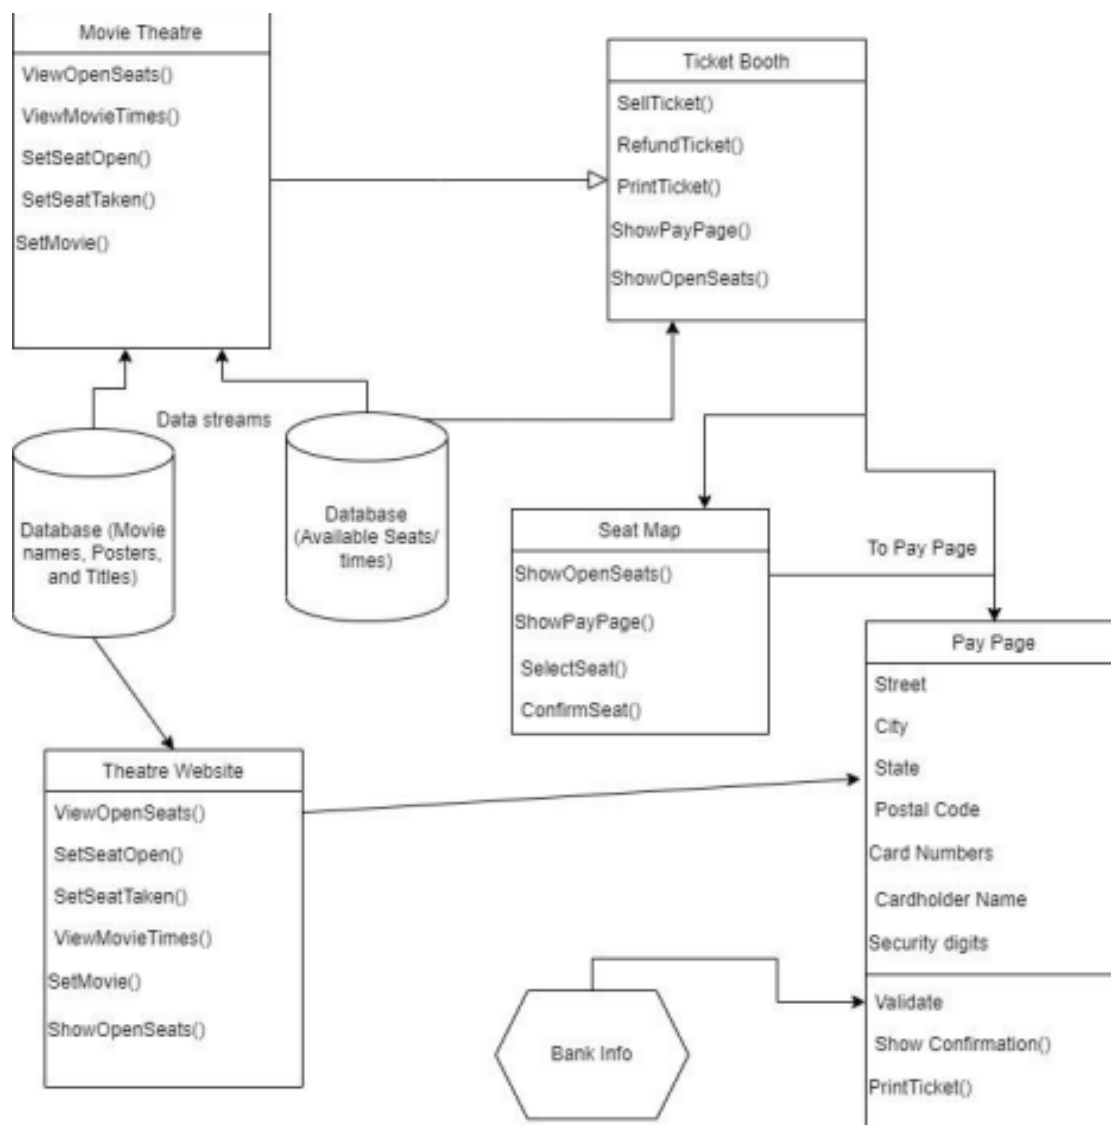 Movie Theatre
ViewOpenSeats()
ViewMovieTimes()
SetSeatOpen()
SetSeatTaken()
SetMovie()
Ticket Booth
SellTicket()
RefundTicket()
PrintTicket()
ShowPayPage()
ShowOpenSeats()
Data streams
Database (Movie
names, Posters,
and Titles)
Database
(Available Seats/
times)
Seat Map
ShowOpenSeats()
ShowPayPage()
SelectSeat()
ConfirmSeat()
To Pay Page
Pay Page
Street
City
State
Postal Code
Card Numbers
Cardholder Name
Security digits
Validate
Show Confirmation()
PrintTicket()
Theatre Website
ViewOpenSeats()
SetSeatOpen()
SetSeatTaken()
ViewMovieTimes()
SetMovie()
ShowOpenSeats()
Bank Info